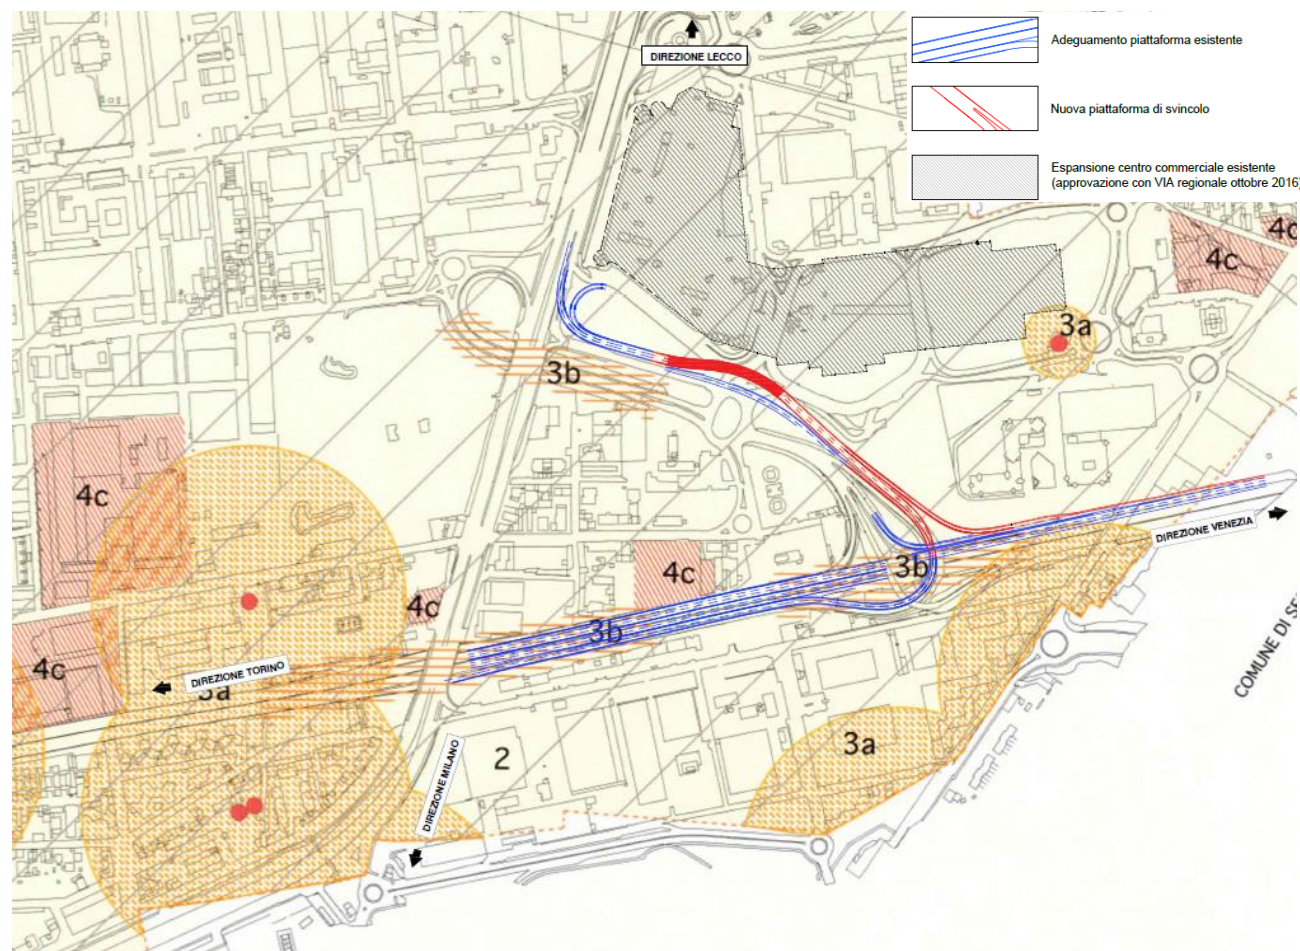 DIREZIONE LECCO
Adeguamento piattaforma esistente
Nuova piattaforma di svincolo
Espansione centro commerciale esistente
(approvazione con VIA regionale ottobre 2016)
4c
4c
3a
3b
4c
DIREZIONE VENEZIA
3b
4c
4c
3b
COMUNE DI SE
4c
DIREZIONE TORINO
3a
3a
2
DIREZIONE MILANO